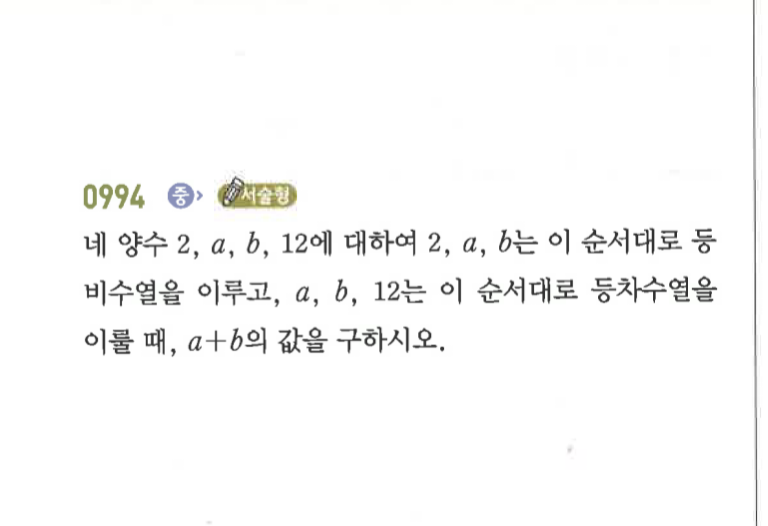 0994 중 서술형
네 양수 2, a, b, 12에 대하여 2, a, b는 이 순서대로 등
비수열을 이루고, a, b, 12는 이 순서대로 등차수열을
이룰 때, a+b의 값을 구하시오.